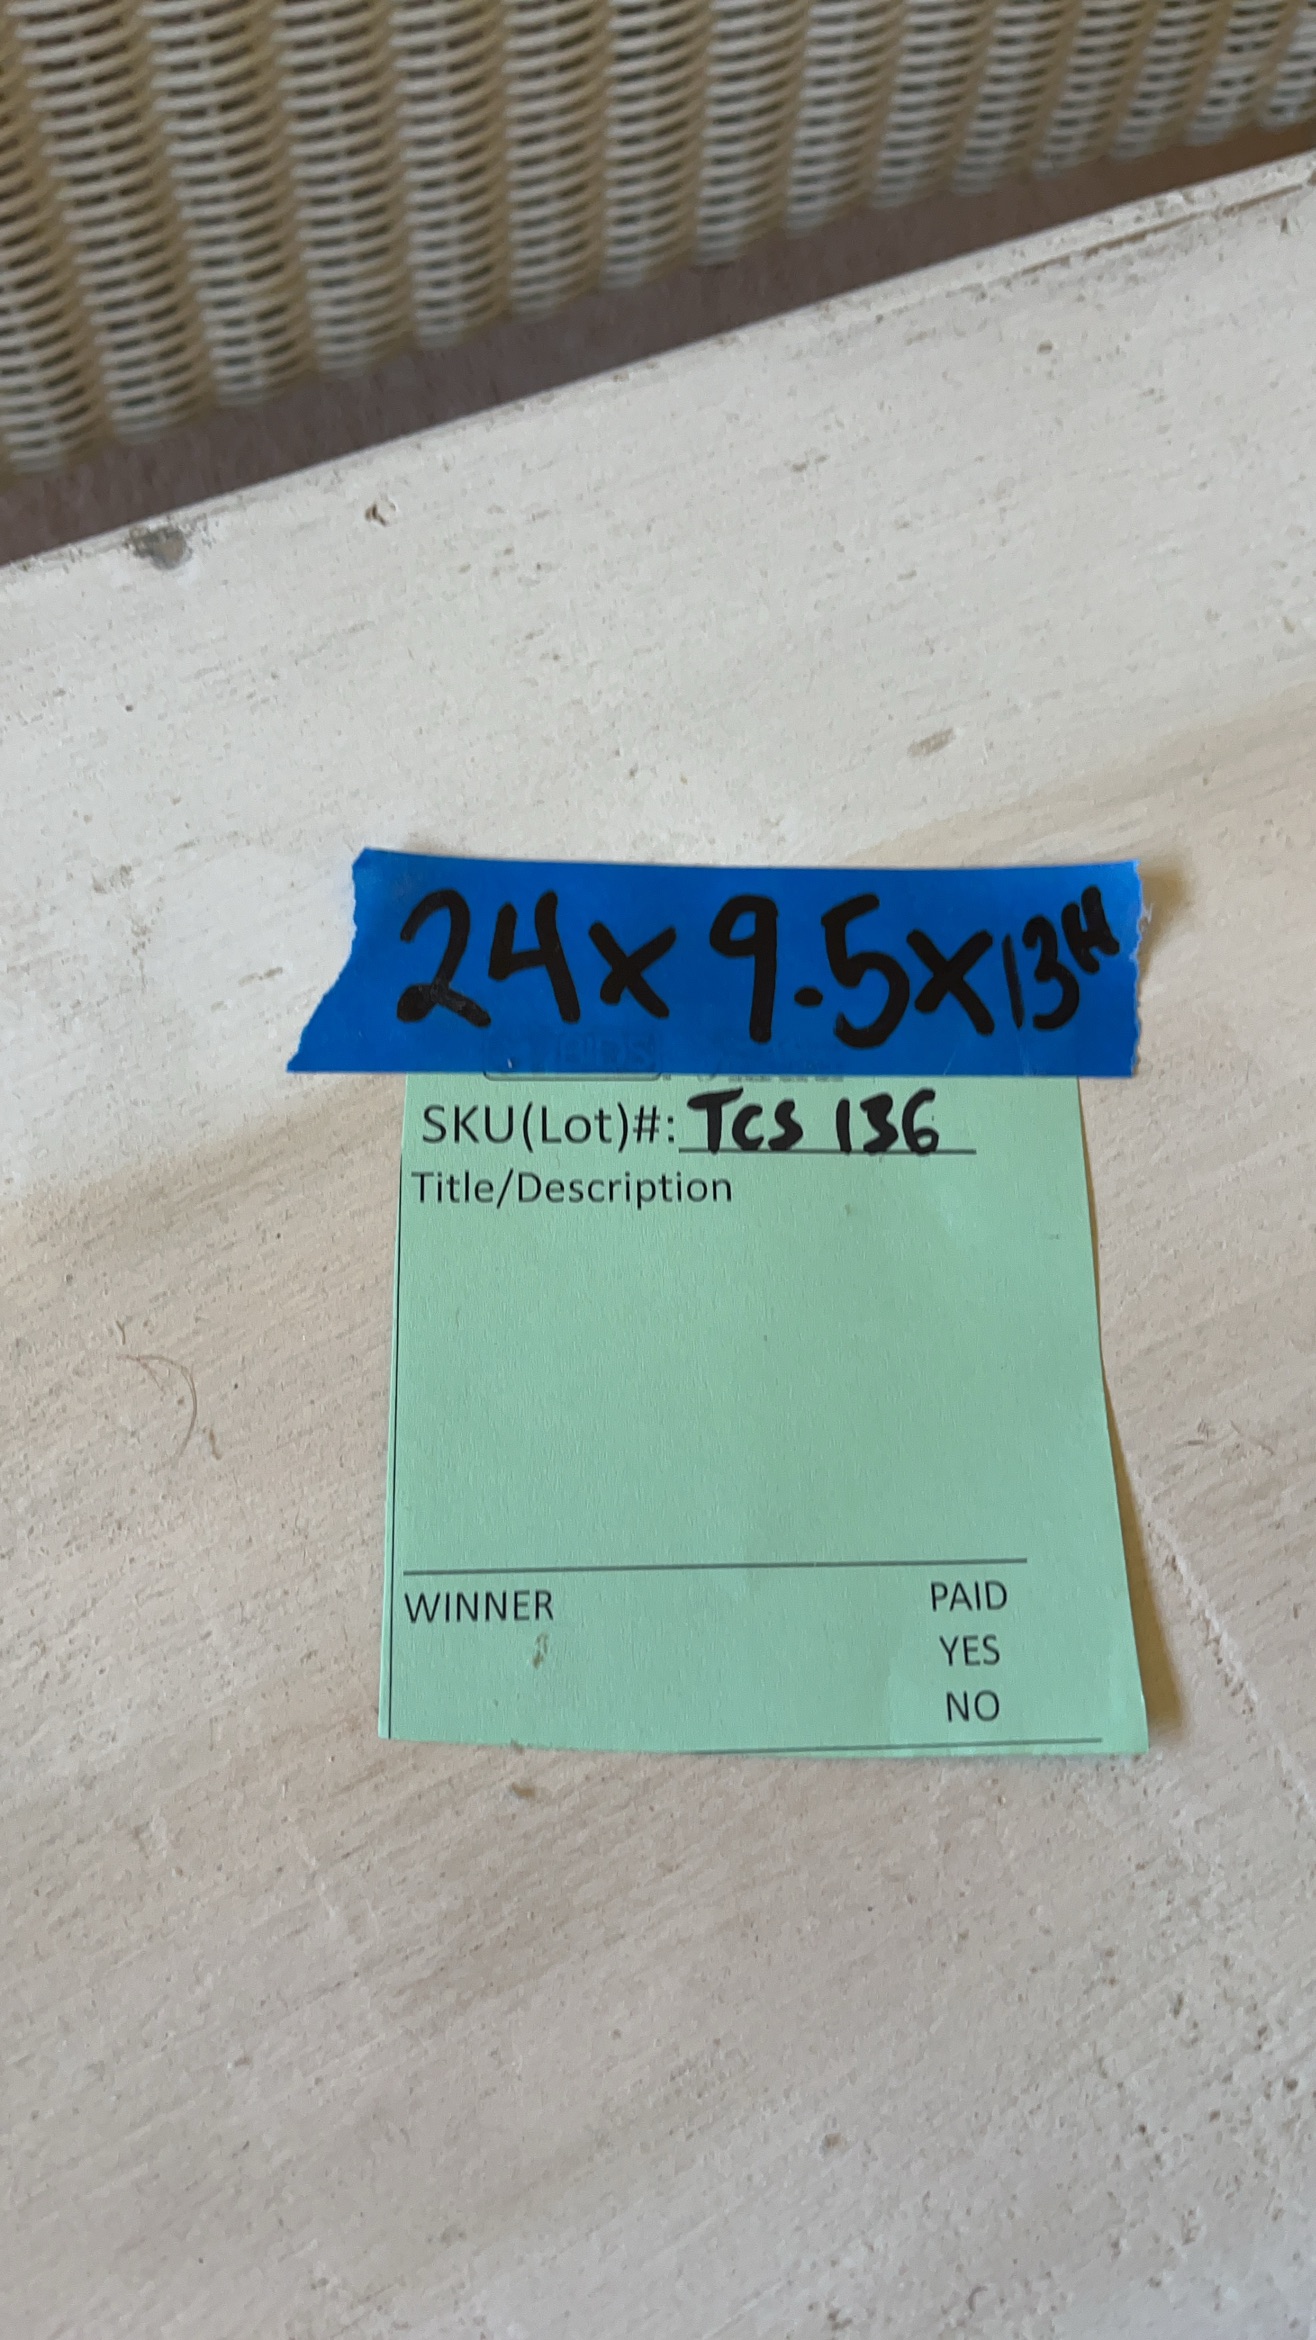 24x9.5x13H
SKU(Lot)#: TCS 136
Title/Description
WINNER
PAID
YES
NO